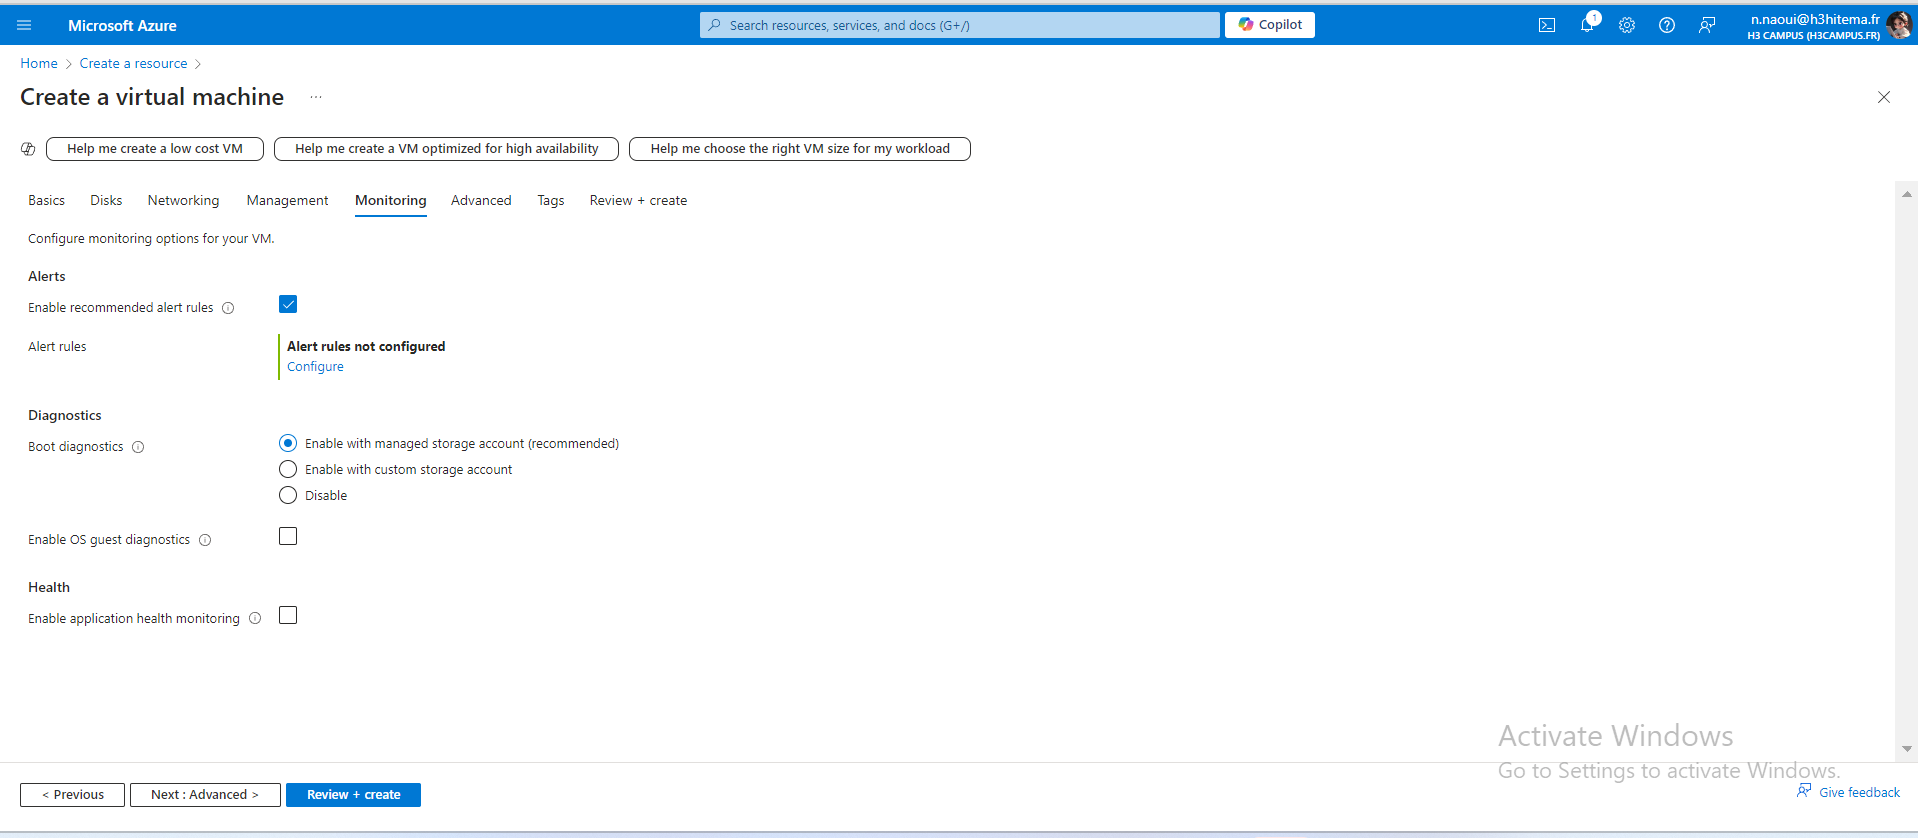 Microsoft Azure
Search resources, services, and docs (G+/)
Copilot
1
n.naoui@h3hitema.fr
H3 CAMPUS (H3CAMPUS.FR)
Home > Create a resource >
Create a virtual machine ...
Help me create a low cost VM
Help me create a VM optimized for high availability
Help me choose the right VM size for my workload
Basics Disks Networking Management Monitoring Advanced Tags Review + create
Configure monitoring options for your VM.
Alerts
Enable recommended alert rules
Alert rules
Alert rules not configured
Configure
Diagnostics
Boot diagnostics
Enable with managed storage account (recommended)
Enable with custom storage account
Disable
Enable OS guest diagnostics
Health
Enable application health monitoring
Activate Windows
Go to Settings to activate Windows.
< Previous
Next : Advanced >
Review + create
Give feedback